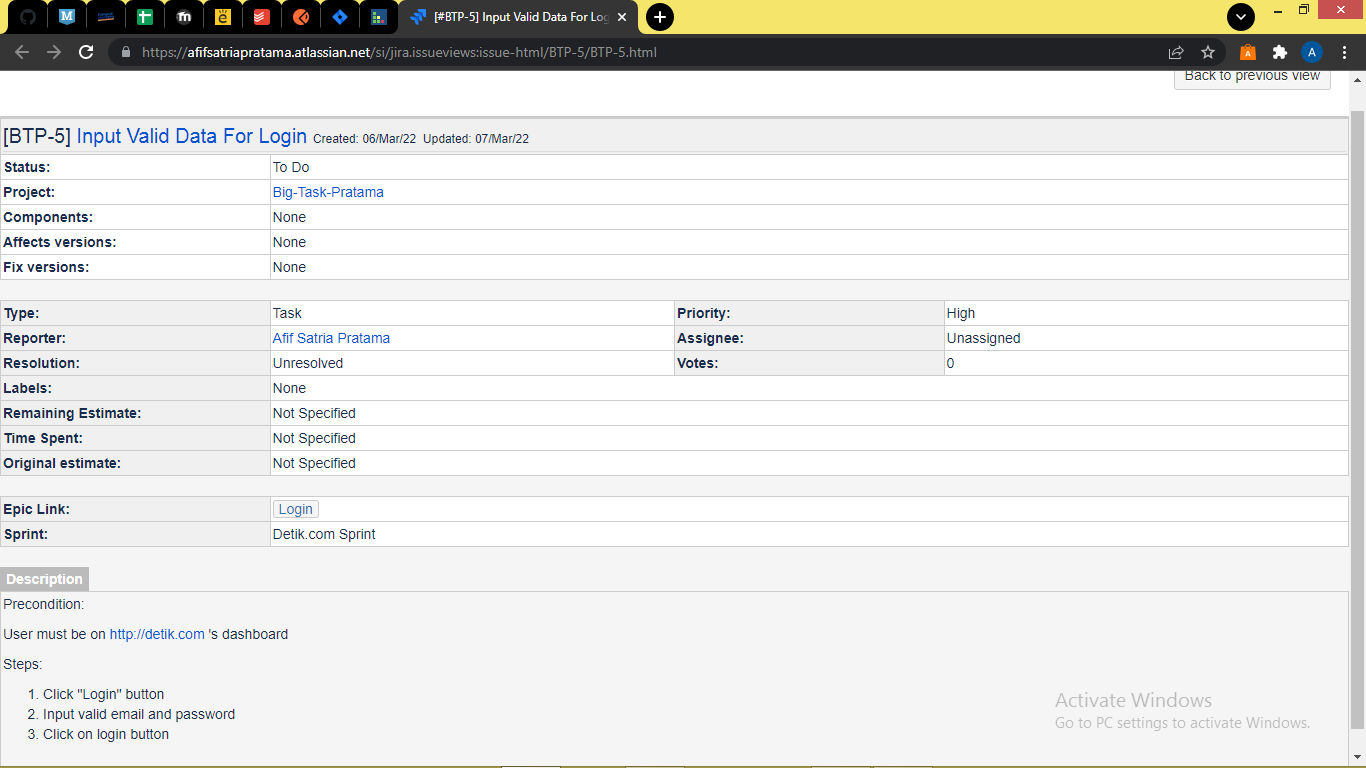 [#BTP-5] Input Valid Data For Log
https://afifsatriapratama.atlassian.net/si/jira.issueviews:issue-html/BTP-5/BTP-5.html
A
Back to previous view
[BTP-5] Input Valid Data For Login Created: 06/Mar/22 Updated: 07/Mar/22
Status: To Do
Project: Big-Task-Pratama
Components: None
Affects versions: None
Fix versions: None
Type: Task Priority: High
Reporter: Afif Satria Pratama Assignee: Unassigned
Resolution: Unresolved Votes: 0
Labels: None
Remaining Estimate: Not Specified
Time Spent: Not Specified
Original estimate: Not Specified
Epic Link: Login
Sprint: Detik.com Sprint
Description
Precondition:
User must be on http://detik.com 's dashboard
Steps:
1. Click "Login" button
2. Input valid email and password
3. Click on login button
Activate Windows
Go to PC settings to activate Windows.